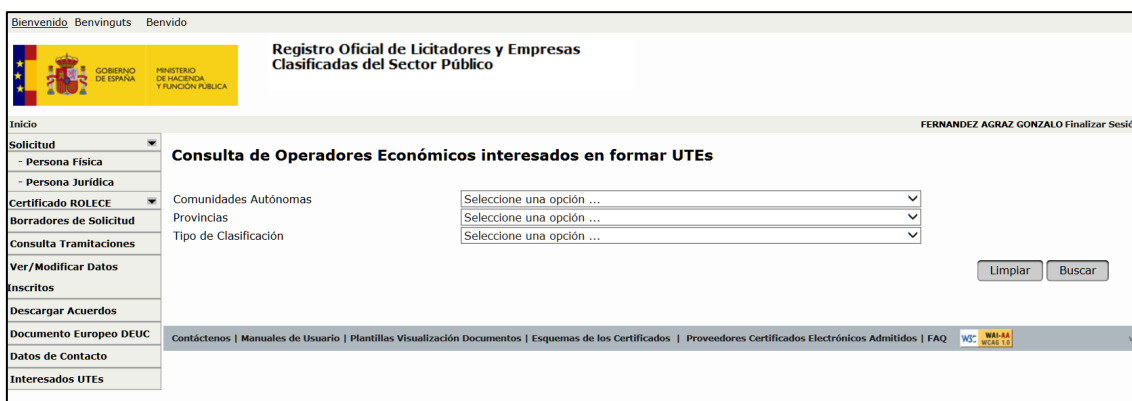 Bienvenido Benvinguts Benvido
GOBIERNO
DE ESPAÑA
MINISTERIO
DE HACIENDA
Y FUNCIÓN PÚBLICA
Registro Oficial de Licitadores y Empresas
Clasificadas del Sector Público
Inicio
FERNANDEZ AGRAZ GONZALO Finalizar Sesió
Solicitud
- Persona Física
- Persona Jurídica
Certificado ROLECE
Borradores de Solicitud
Consulta Tramitaciones
Ver/Modificar Datos
Inscritos
Descargar Acuerdos
Documento Europeo DEUC
Datos de Contacto
Interesados UTEs
Consulta de Operadores Económicos interesados en formar UTEs
Comunidades Autónomas Seleccione una opción ...
Provincias Seleccione una opción ...
Tipo de Clasificación Seleccione una opción ...
Limpiar Buscar
Contáctenos | Manuales de Usuario | Plantillas Visualización Documentos | Esquemas de los Certificados | Proveedores Certificados Electrónicos Admitidos | FAQ
W3C WAI-AA
WCAG 1.0